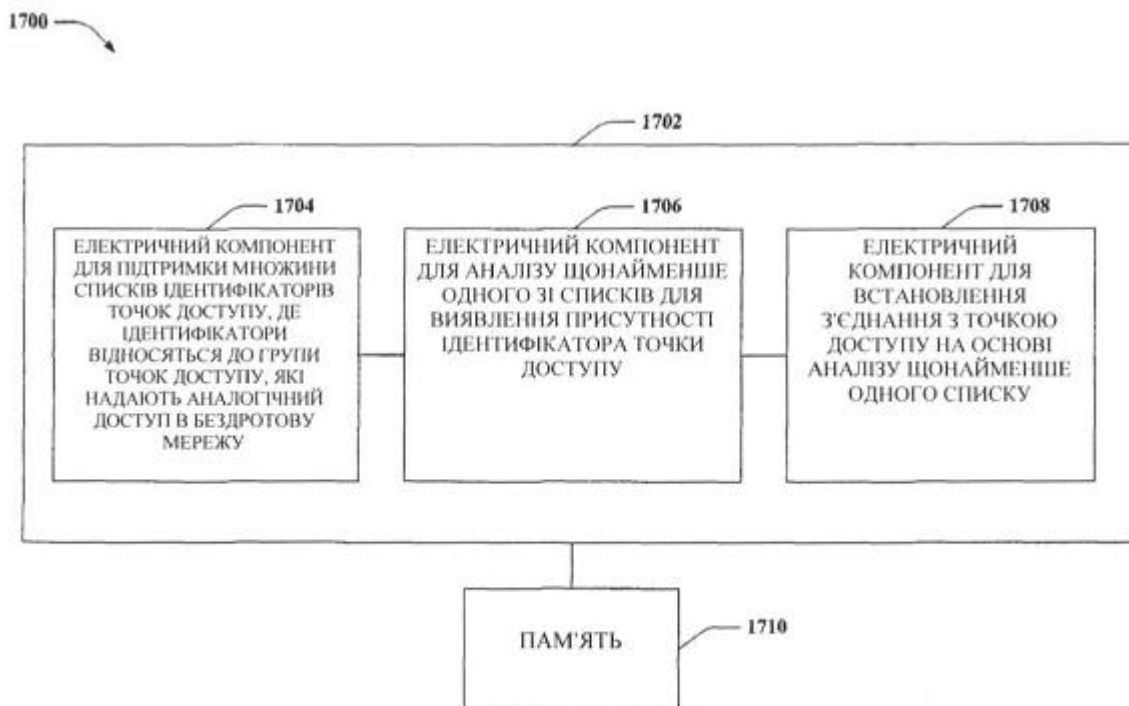 1700
1702
1704
1706
1708
ЕЛЕКТРИЧНИЙ КОМПОНЕНТ
ДЛЯ ПІДТРИМКИ МНОЖИНИ
СПИСКІВ ІДЕНТИФІКАТОРІВ
ТОЧОК ДОСТУПУ, ДЕ
ІДЕНТИФІКАТОРИ
ВІДНОСЯТЬСЯ ДО ГРУПИ
ТОЧОК ДОСТУПУ, ЯКІ
НАДАЮТЬ АНАЛОГІЧНИЙ
ДОСТУП В БЕЗДРОТОВУ
МЕРЕЖУ
ЕЛЕКТРИЧНИЙ КОМПОНЕНТ
ДЛЯ АНАЛІЗУ ЩОНАЙМЕНШЕ
ОДНОГО ЗІ СПИСКІВ ДЛЯ
ВИЯВЛЕННЯ ПРИСУТНОСТІ
ІДЕНТИФІКАТОРА ТОЧКИ
ДОСТУПУ
ЕЛЕКТРИЧНИЙ
КОМПОНЕНТ ДЛЯ
ВСТАНОВЛЕННЯ
З'ЄДНАННЯ З ТОЧКОЮ
ДОСТУПУ НА ОСНОВІ
АНАЛІЗУ ЩОНАЙМЕНШЕ
ОДНОГО СПИСКУ
ПАМ'ЯТЬ
1710